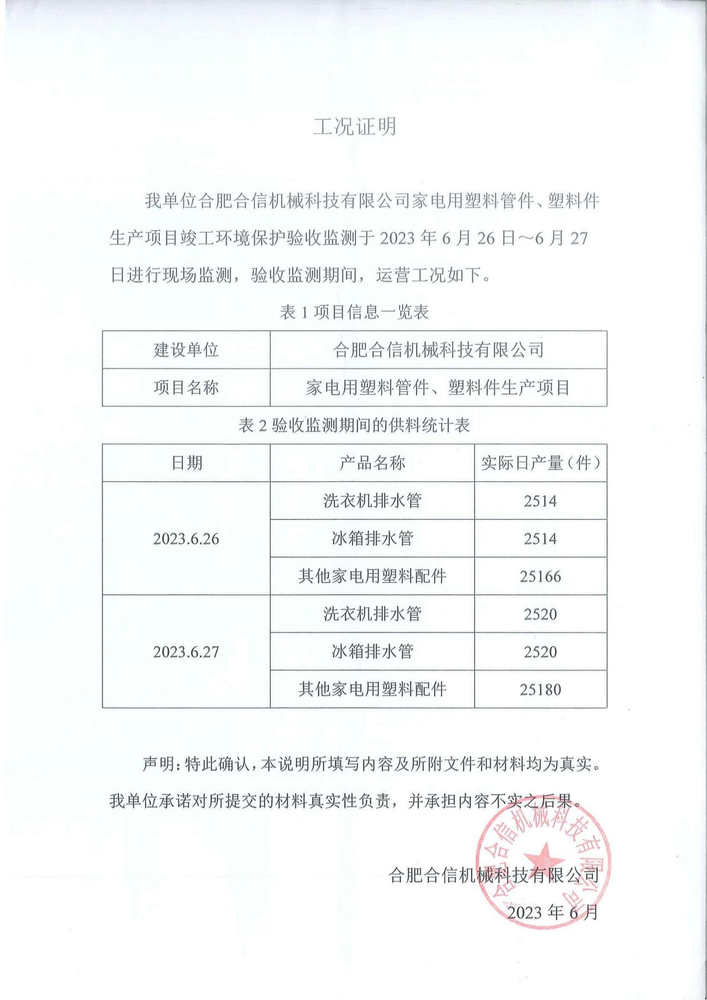 工况证明
我单位合肥合信机械科技有限公司家电用塑料管件、塑料件
生产项目竣工环境保护验收监测于 2023 年 6 月 26 日～6 月 27
日进行现场监测，验收监测期间，运营工况如下。
表 1 项目信息一览表
建设单位 合肥合信机械科技有限公司
项目名称 家电用塑料管件、塑料件生产项目
表 2 验收监测期间的供料统计表
日期 产品名称 实际日产量（件）
洗衣机排水管 2514
2023.6.26 冰箱排水管 2514
其他家电用塑料配件 25166
洗衣机排水管 2520
2023.6.27 冰箱排水管 2520
其他家电用塑料配件 25180
声明：特此确认，本说明所填写内容及所附文件和材料均为真实。
我单位承诺对所提交的材料真实性负责，并承担内容不实之后果。
合肥合信机械科技有限公司
合肥合信机械科技有限公司
2023 年 6 月